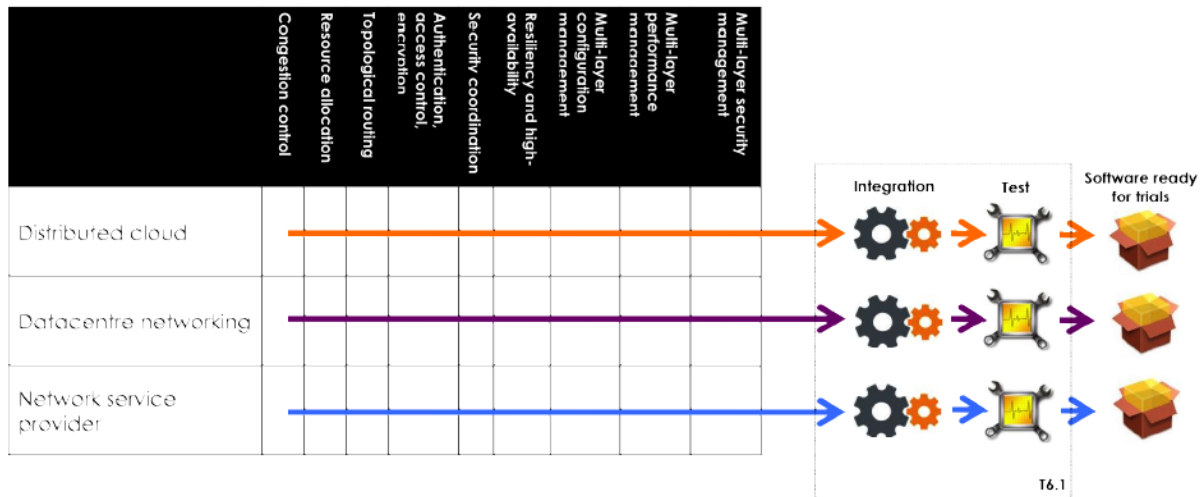 Congestion control
Resource allocation
Topological routing
Authentication,
access control,
encryption
Security coordination
Resiliency and high-
availability
Multi-layer
configuration
management
Multi-layer
performance
management
Multi-layer security
management
Integration
Test
Software ready
for trials
Distributed cloud
Datacentre networking
Network service
provider
T6.1